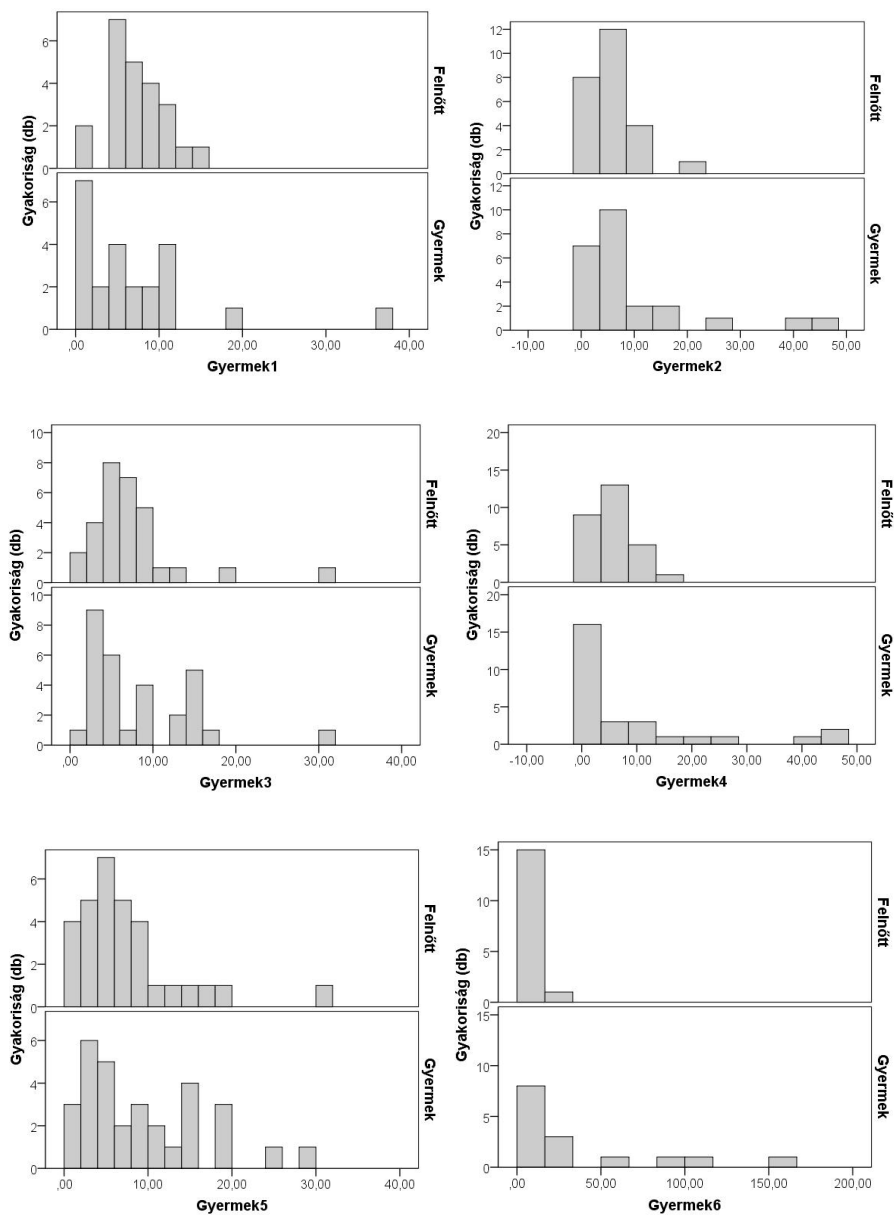 Gyakoriság (db)
6
4
2
0
Felnőtt
6
4
2
0
Gyermek
,00 10,00 20,00 30,00 40,00
Gyermek1
Gyakoriság (db)
12
10
8
6
4
2
0
Felnőtt
12
10
8
6
4
2
0
Gyermek
-10,00 ,00 10,00 20,00 30,00 40,00 50,00
Gyermek2
Gyakoriság (db)
10
8
6
4
2
0
Felnőtt
10
8
6
4
2
0
Gyermek
,00 10,00 20,00 30,00 40,00
Gyermek3
Gyakoriság (db)
20
15
10
5
0
Felnőtt
20
15
10
5
0
Gyermek
-10,00 ,00 10,00 20,00 30,00 40,00 50,00
Gyermek4
Gyakoriság (db)
6
4
2
0
Felnőtt
6
4
2
0
Gyermek
,00 10,00 20,00 30,00 40,00
Gyermek5
Gyakoriság (db)
15
10
5
0
Felnőtt
15
10
5
0
Gyermek
,00 50,00 100,00 150,00 200,00
Gyermek6